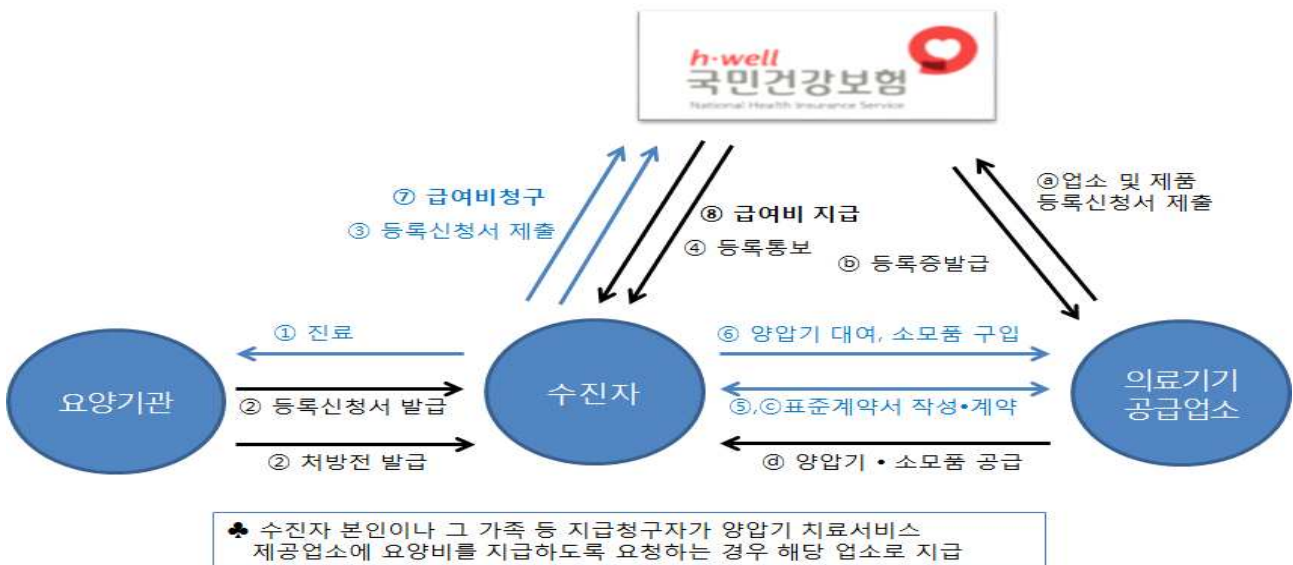 h·well
국민건강보험
National Health Insurance Service
⑦ 급여비청구
③ 등록신청서 제출
⑧ 급여비 지급
④ 등록통보
ⓐ업소 및 제품
등록신청서 제출
ⓑ 등록증발급
① 진료
② 등록신청서 발급
② 처방전 발급
요양기관
수진자
⑥ 양압기 대여, 소모품 구입
⑤,ⓒ표준계약서 작성•계약
ⓓ 양압기 • 소모품 공급
의료기기
공급업소
♣ 수진자 본인이나 그 가족 등 지급청구자가 양압기 치료서비스
제공업소에 요양비를 지급하도록 요청하는 경우 해당 업소로 지급